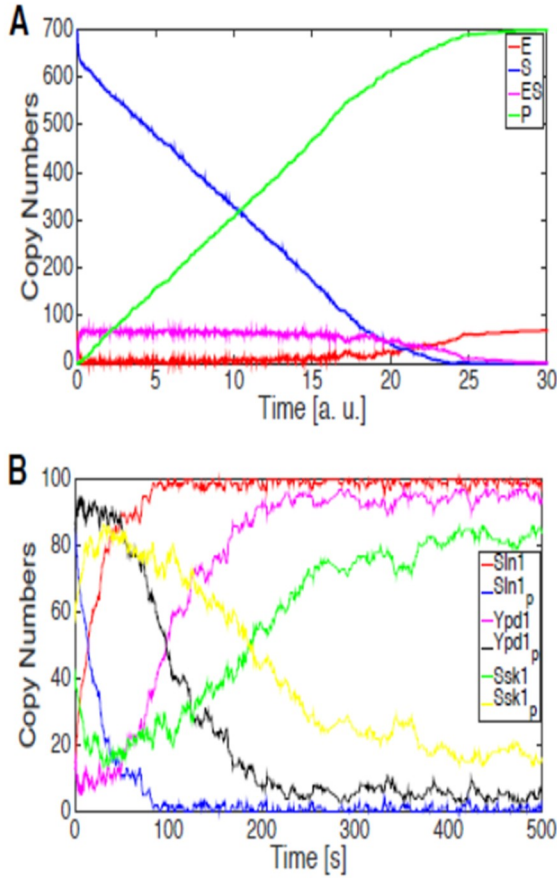 A
700
600
500
400
300
200
100
0
Copy Numbers
E
S
ES
P
0 5 10 15 20 25 30
Time [a. u.]
B
100
80
60
40
20
0
Copy Numbers
Sln1
Sln1p
Ypd1
Ypd1p
Ssk1
Ssk1p
0 100 200 300 400 500
Time [s]